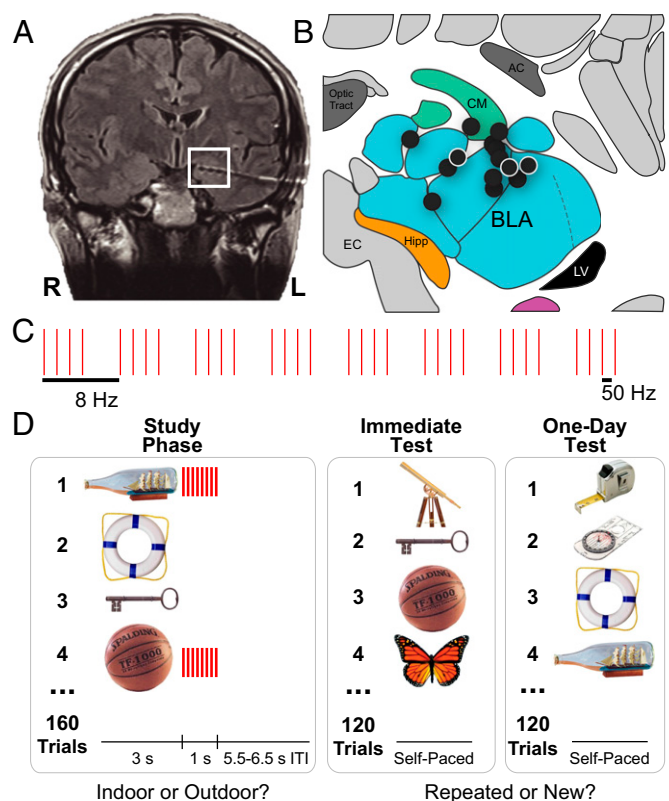 A
R
L
B
AC
Optic
Tract
CM
BLA
EC
Hipp
LV
C
8 Hz
50 Hz
D
Study
Phase
1
2
3
4
...
SPALDING
TF-1000
160
Trials
3 s
1 s
5.5-6.5 s ITI
Indoor or Outdoor?
Immediate
Test
1
2
3
4
...
SPALDING
TF-1000
120
Trials
Self-Paced
One-Day
Test
1
2
3
4
...
120
Trials
Self-Paced
Repeated or New?